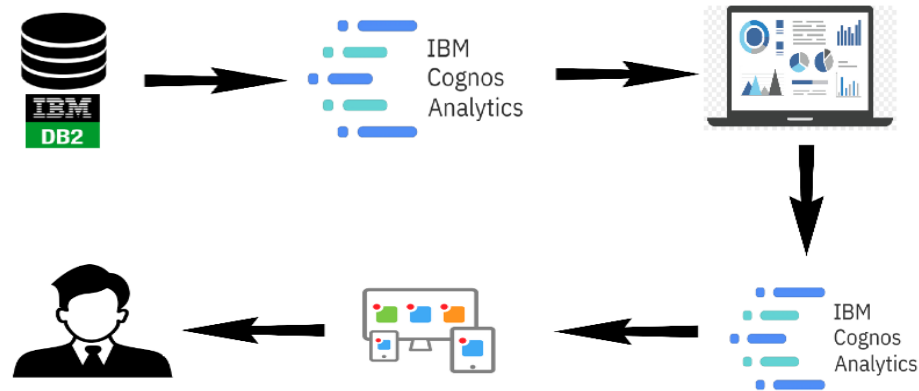 IBM
DB2
IBM
Cognos
Analytics
IBM
Cognos
Analytics